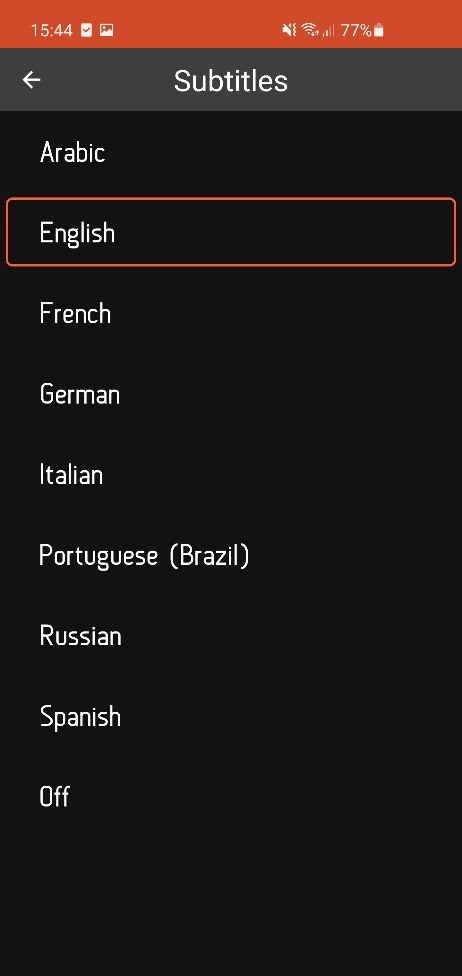 15:44 77%
Subtitles
Arabic
English
French
German
Italian
Portuguese (Brazil)
Russian
Spanish
Off